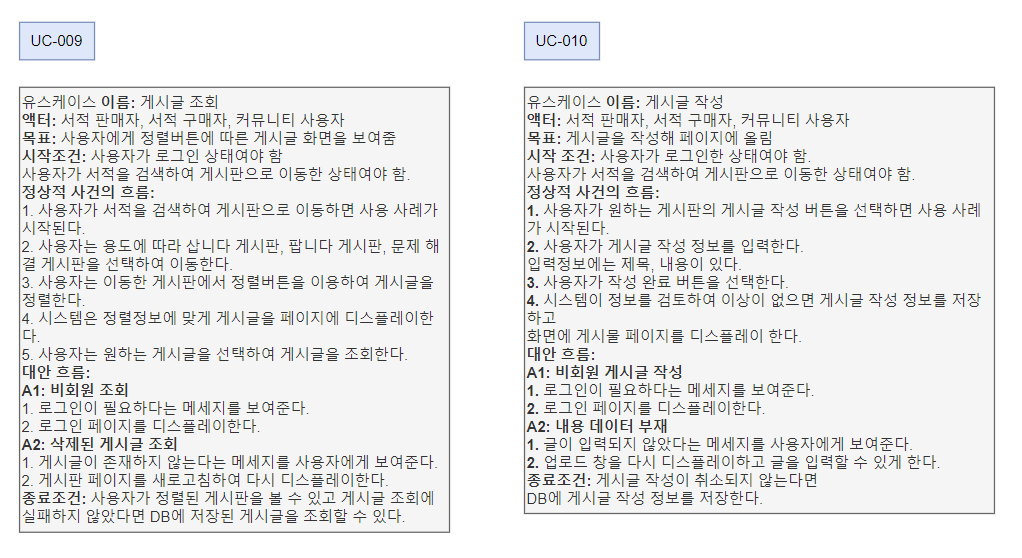 UC-009
유스케이스 이름: 게시글 조회
액터: 서적 판매자, 서적 구매자, 커뮤니티 사용자
목표: 사용자에게 정렬버튼에 따른 게시글 화면을 보여줌
시작조건: 사용자가 로그인 상태여야 함
사용자가 서적을 검색하여 게시판으로 이동한 상태여야 함.
정상적 사건의 흐름:
1. 사용자가 서적을 검색하여 게시판으로 이동하면 사용 사례가
시작된다.
2. 사용자는 용도에 따라 삽니다 게시판, 팝니다 게시판, 문제 해
결 게시판을 선택하여 이동한다.
3. 사용자는 이동한 게시판에서 정렬버튼을 이용하여 게시글을
정렬한다.
4. 시스템은 정렬정보에 맞게 게시글을 페이지에 디스플레이한
다.
5. 사용자는 원하는 게시글을 선택하여 게시글을 조회한다.
대안 흐름:
A1: 비회원 조회
1. 로그인이 필요하다는 메세지를 보여준다.
2. 로그인 페이지를 디스플레이한다.
A2: 삭제된 게시글 조회
1. 게시글이 존재하지 않는다는 메세지를 사용자에게 보여준다.
2. 게시판 페이지를 새로고침하여 다시 디스플레이한다.
종료조건: 사용자가 정렬된 게시판을 볼 수 있고 게시글 조회에
실패하지 않았다면 DB에 저장된 게시글을 조회할 수 있다.
UC-010
유스케이스 이름: 게시글 작성
액터: 서적 판매자, 서적 구매자, 커뮤니티 사용자
목표: 게시글을 작성해 페이지에 올림
시작 조건: 사용자가 로그인한 상태여야 함.
사용자가 서적을 검색하여 게시판으로 이동한 상태여야 함.
정상적 사건의 흐름:
1. 사용자가 원하는 게시판의 게시글 작성 버튼을 선택하면 사용 사례
가 시작된다.
2. 사용자가 게시글 작성 정보를 입력한다.
입력정보에는 제목, 내용이 있다.
3. 사용자가 작성 완료 버튼을 선택한다.
4. 시스템이 정보를 검토하여 이상이 없으면 게시글 작성 정보를 저장
하고
화면에 게시물 페이지를 디스플레이 한다.
대안 흐름:
A1: 비회원 게시글 작성
1. 로그인이 필요하다는 메세지를 보여준다.
2. 로그인 페이지를 디스플레이한다.
A2: 내용 데이터 부재
1. 글이 입력되지 않았다는 메세지를 사용자에게 보여준다.
2. 업로드 창을 다시 디스플레이하고 글을 입력할 수 있게 한다.
종료조건: 게시글 작성이 취소되지 않는다면
DB에 게시글 작성 정보를 저장한다.